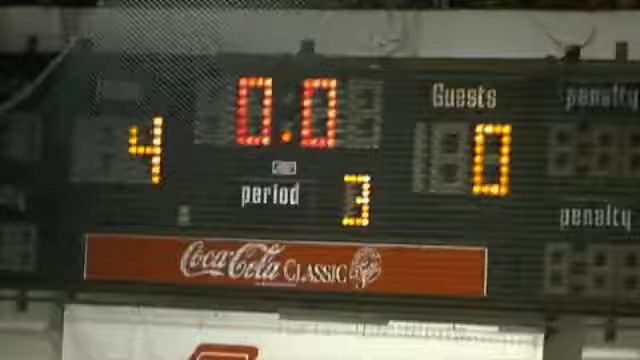 0.0
Guests
penalty
4
0
period
3
penalty
Coca-Cola CLASSIC